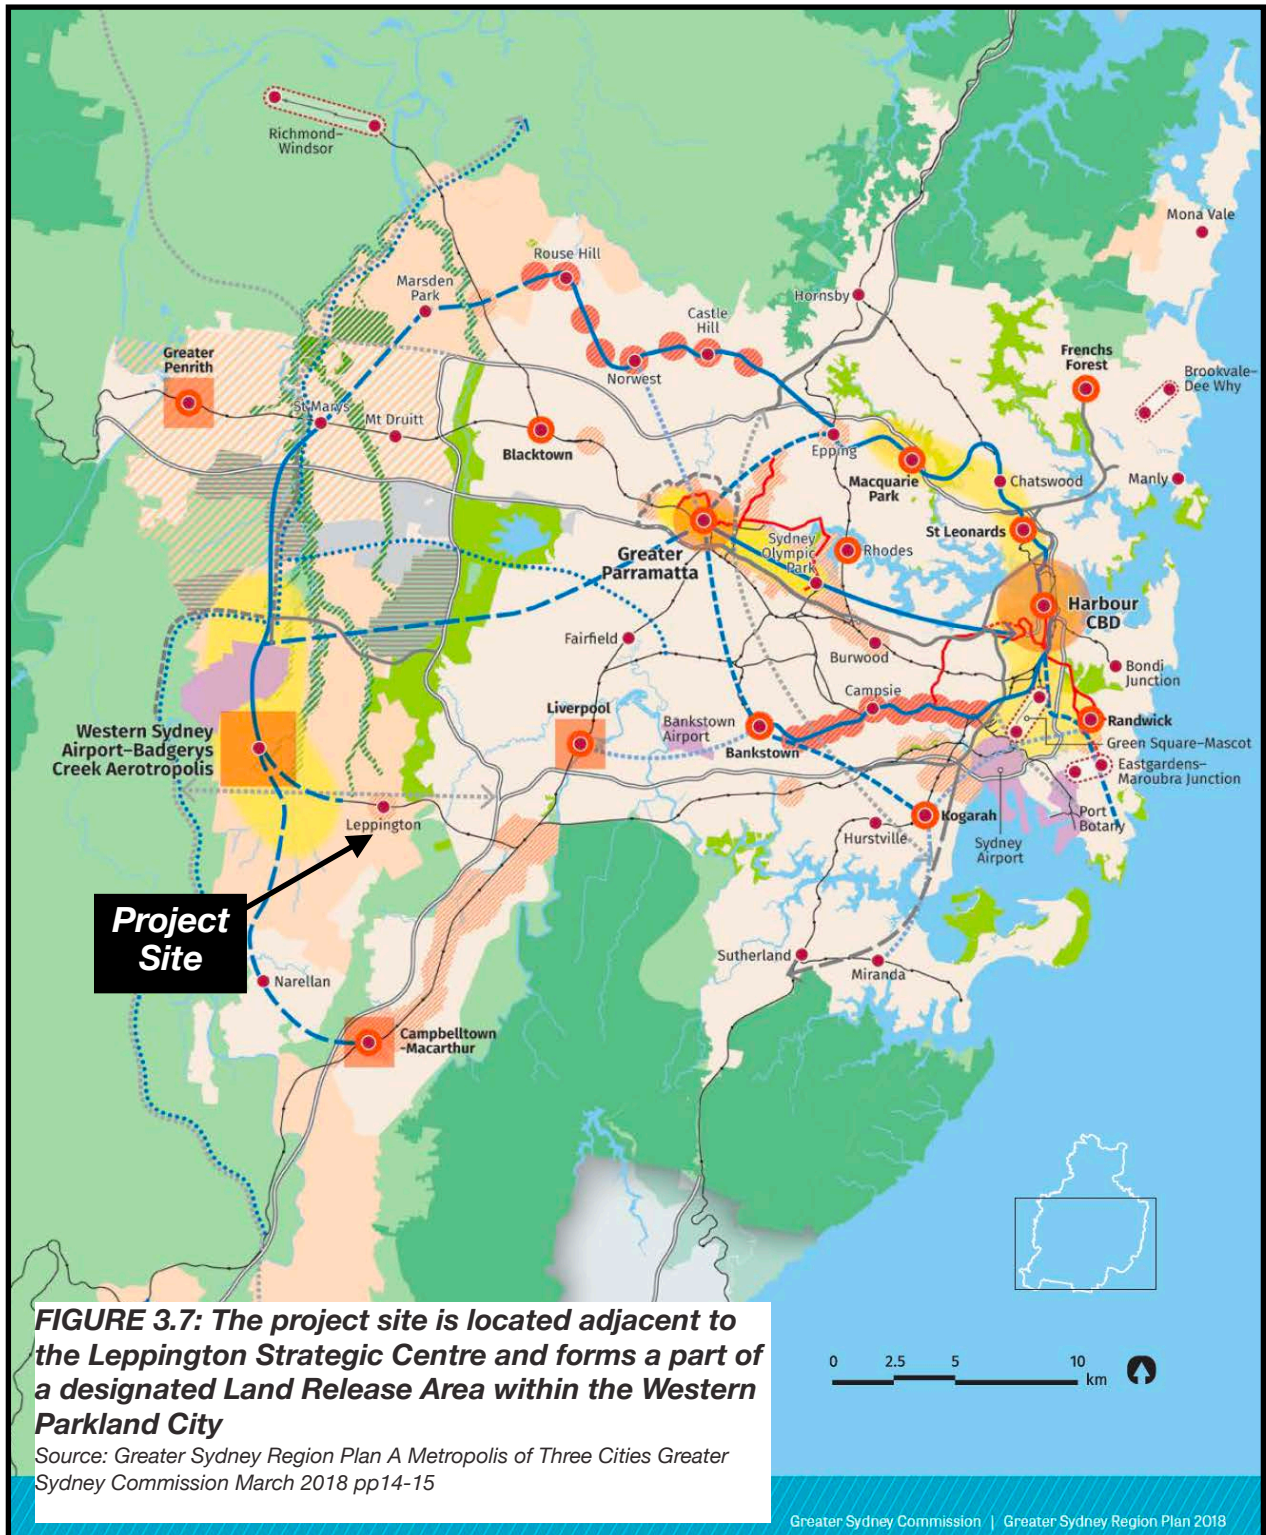 Richmond–
Windsor
Mona Vale
Rouse Hill
Marsden
Park
Hornsby
Castle
Hill
Greater
Penrith
Norwest
Frenchs
Forest
Brookvale–
Dee Why
St Marys
Mt Druitt
Blacktown
Epping
Macquarie
Park
Chatswood
Manly
St Leonards
Sydney
Olympic
Park
Rhodes
Greater
Parramatta
Harbour
CBD
Fairfield
Burwood
Bondi
Junction
Campsie
Liverpool
Bankstown
Airport
Bankstown
Randwick
Green Square–Mascot
Eastgardens–
Maroubra Junction
Western Sydney
Airport–Badgerys
Creek Aerotropolis
Leppington
Kogarah
Hurstville
Sydney
Airport
Port
Botany
Project
Site
Sutherland
Miranda
Narellan
Campbelltown
-Macarthur
FIGURE 3.7: The project site is located adjacent to
the Leppington Strategic Centre and forms a part of
a designated Land Release Area within the Western
Parkland City
Source: Greater Sydney Region Plan A Metropolis of Three Cities Greater
Sydney Commission March 2018 pp14-15
0 2.5 5 10
km
Greater Sydney Commission | Greater Sydney Region Plan 2018